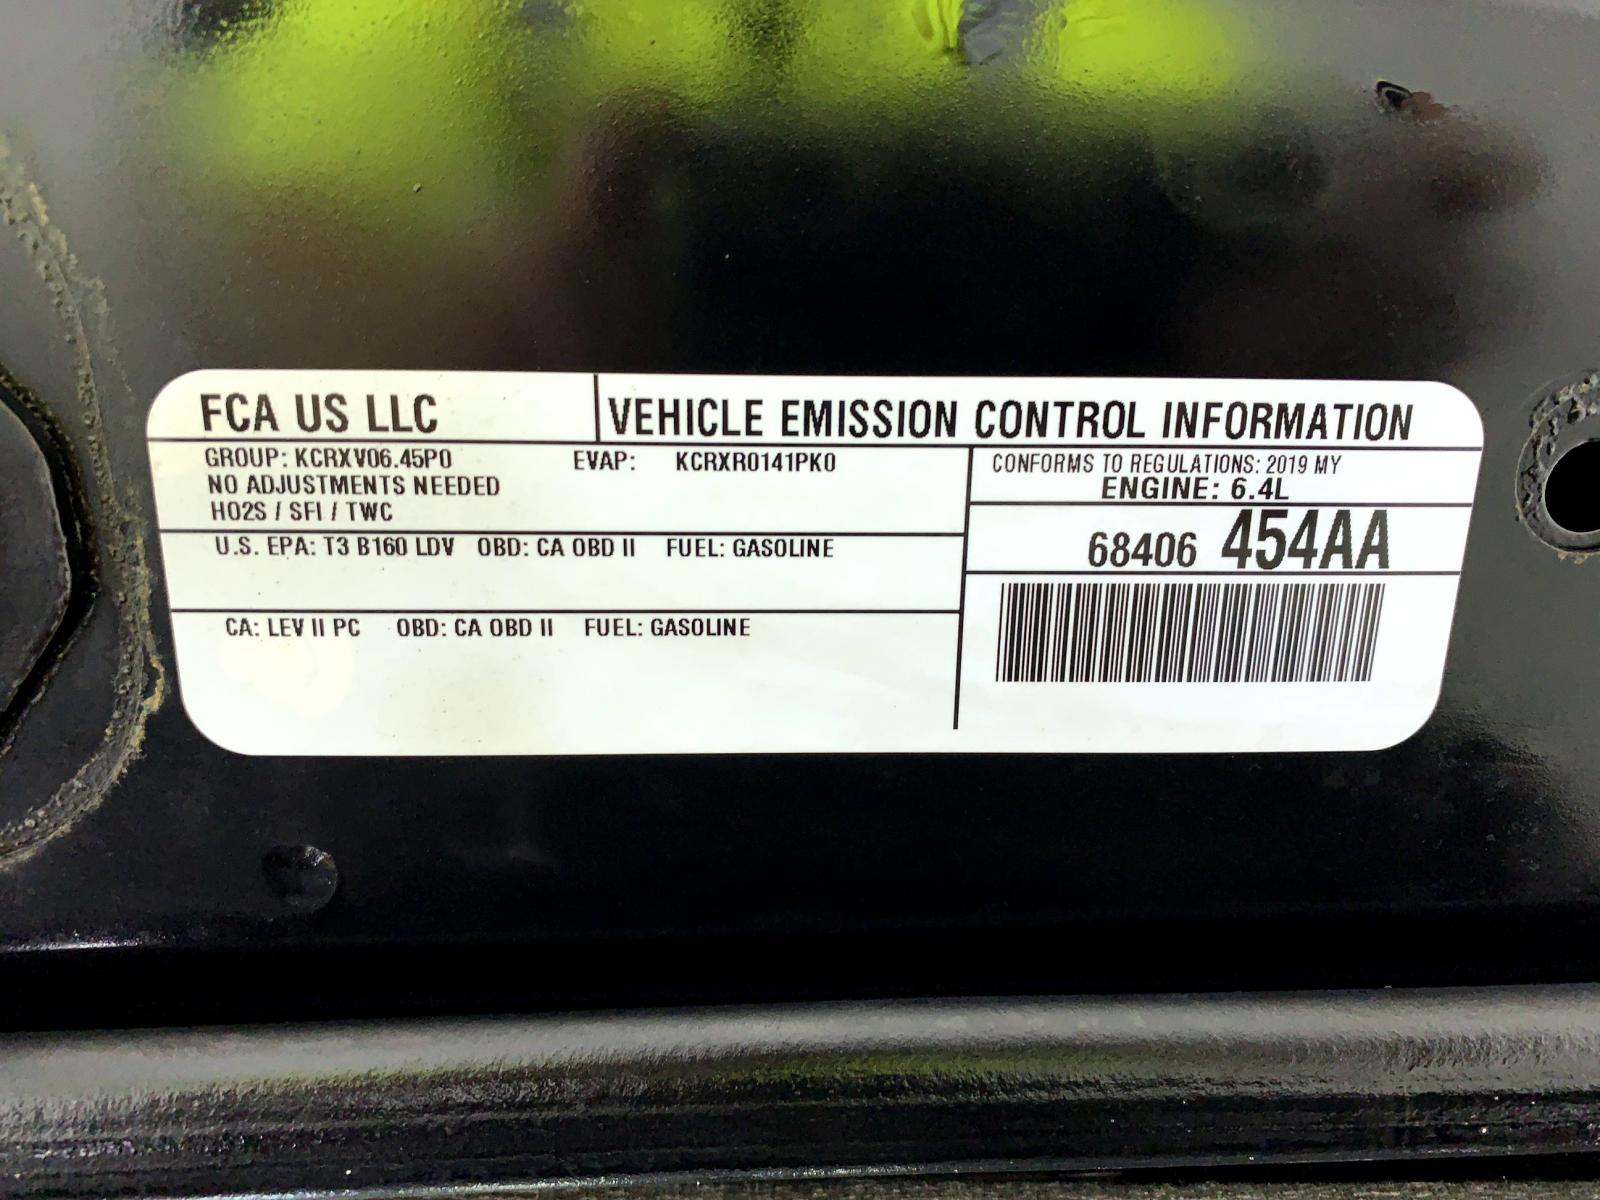 FCA US LLC
VEHICLE EMISSION CONTROL INFORMATION
GROUP: KCRXV06.45P0 EVAP: KCRXR0141PK0
NO ADJUSTMENTS NEEDED
HO2S / SFI / TWC
CONFORMS TO REGULATIONS: 2019 MY
ENGINE: 6.4L
U.S. EPA: T3 B160 LDV OBD: CA OBD II FUEL: GASOLINE
68406 454AA
CA: LEV II PC OBD: CA OBD II FUEL: GASOLINE